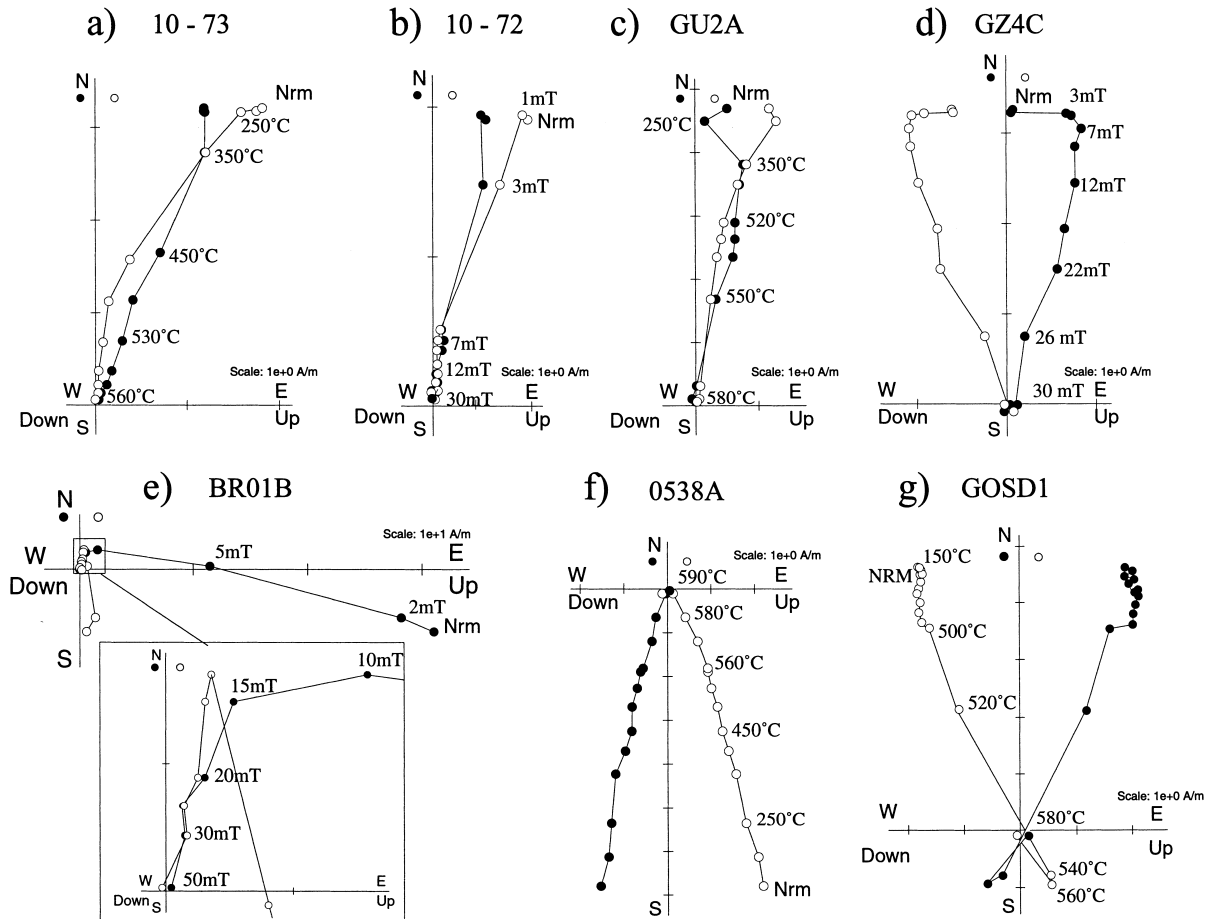 a) 10 - 73
N
Nrm
250°C
350°C
450°C
530°C
560°C
Scale: 1e+0 A/m
W
E
Down
Up
S
b) 10 - 72
N
1mT
Nrm
3mT
7mT
12mT
30mT
Scale: 1e+0 A/m
W
E
Down
Up
S
c) GU2A
N
Nrm
250°C
350°C
520°C
550°C
580°C
Scale: 1e+0 A/m
W
E
Down
Up
S
d) GZ4C
N
Nrm
3mT
7mT
12mT
22mT
26 mT
30 mT
Scale: 1e+0 A/m
W
E
Down
Up
S
e) BR01B
N
Scale: 1e+1 A/m
W
5mT
E
Down
Up
2mT
Nrm
S
N
10mT
15mT
20mT
30mT
50mT
W
E
Down
Up
S
f) 0538A
N
Scale: 1e+0 A/m
W
590°C
E
Down
Up
580°C
560°C
450°C
250°C
Nrm
S
g) GOSD1
N
150°C
NRM
500°C
520°C
Scale: 1e+0 A/m
W
580°C
E
Down
Up
540°C
560°C
S